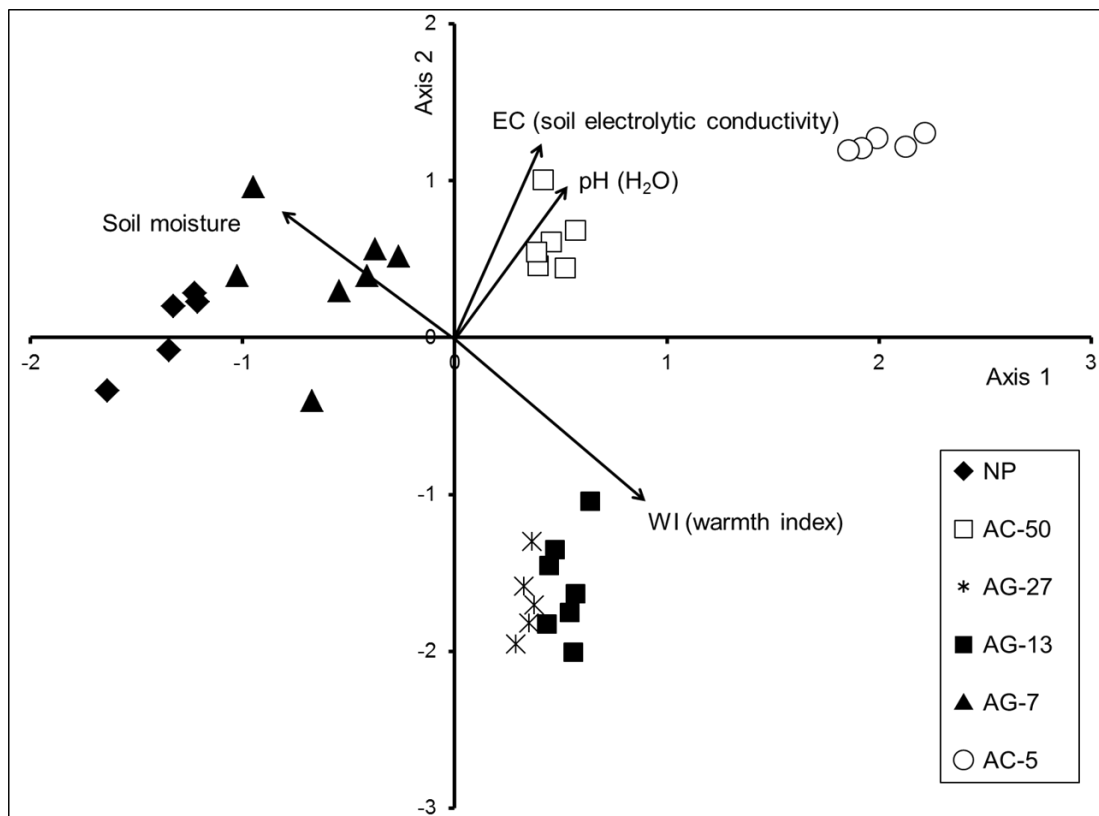 2
Axis 2
EC (soil electrolytic conductivity)
1
pH (H₂O)
Soil moisture
0
-2
-1
0
1
2
3
Axis 1
-1
WI (warmth index)
-2
-3
NP
AC-50
AG-27
AG-13
AG-7
AC-5